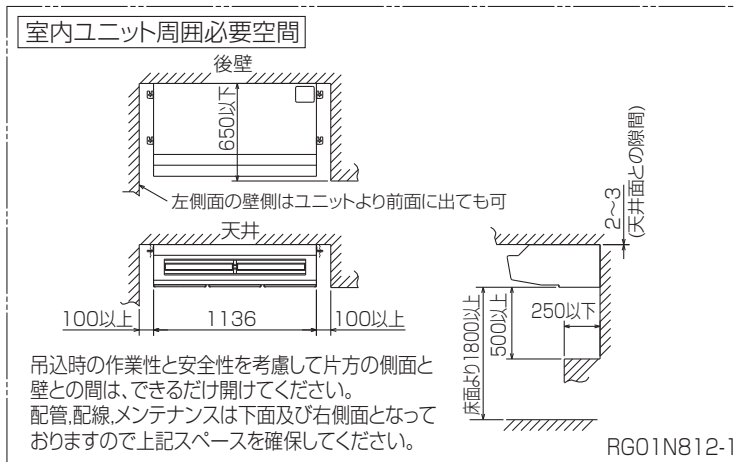 室内ユニット周囲必要空間
後壁
650以下
左側面の壁側はユニットより前面に出ても可
天井
100以上
1136
100以上
2~3
(天井面との隙間)
床面より1800以上
500以上
250以下
吊込時の作業性と安全性を考慮して片方の側面と
壁との間は、できるだけ開けてください。
配管,配線,メンテナンスは下面及び右側面となって
おりますので上記スペースを確保してください。
RG01N812-1